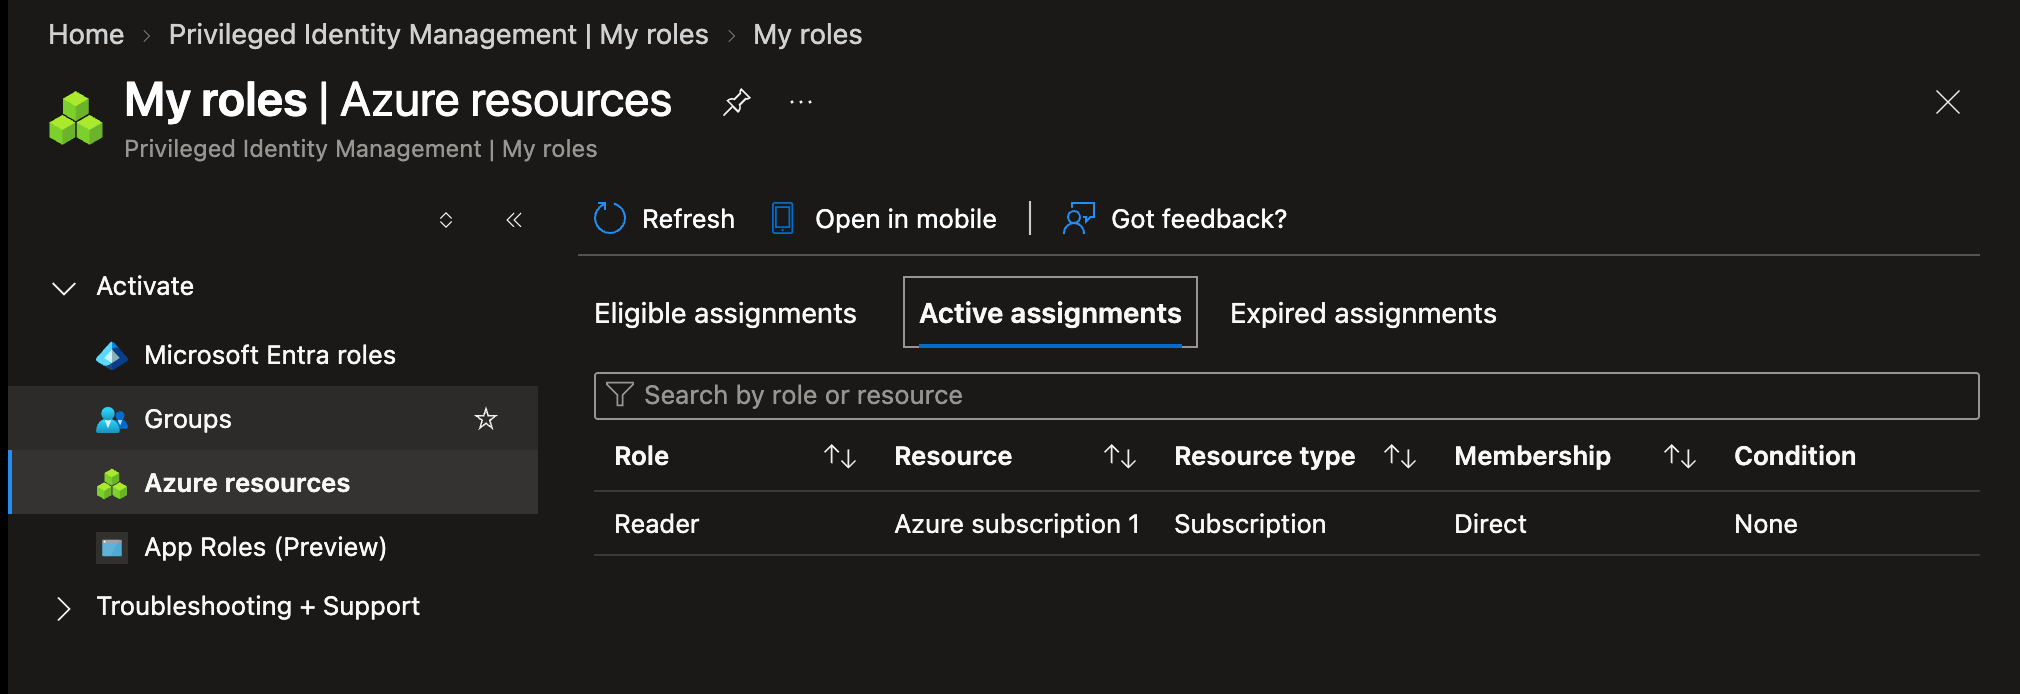 Home > Privileged Identity Management | My roles > My roles
My roles | Azure resources ...
Privileged Identity Management | My roles
Refresh Open in mobile | Got feedback?
Activate
Microsoft Entra roles
Groups
Azure resources
App Roles (Preview)
Troubleshooting + Support
Eligible assignments Active assignments Expired assignments
Search by role or resource
Role Resource Resource type Membership Condition
Reader Azure subscription 1 Subscription Direct None